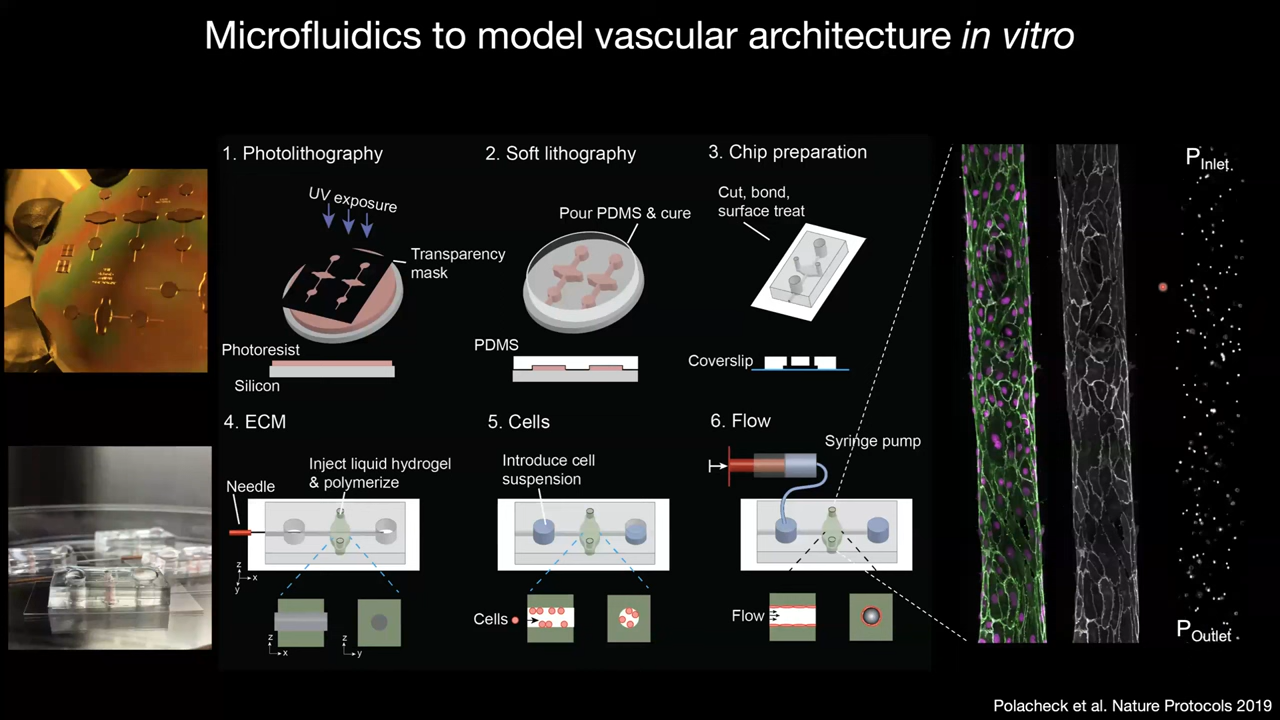 Microfluidics to model vascular architecture in vitro
1. Photolithography
UV exposure
Transparency
mask
Photoresist
Silicon
2. Soft lithography
Pour PDMS & cure
PDMS
3. Chip preparation
Cut, bond,
surface treat
Coverslip
4. ECM
Inject liquid hydrogel
& polymerize
Needle
z
x
y
z
x
z
y
5. Cells
Introduce cell
suspension
Cells
6. Flow
Syringe pump
Flow
PInlet
POutlet
Polacheck et al. Nature Protocols 2019